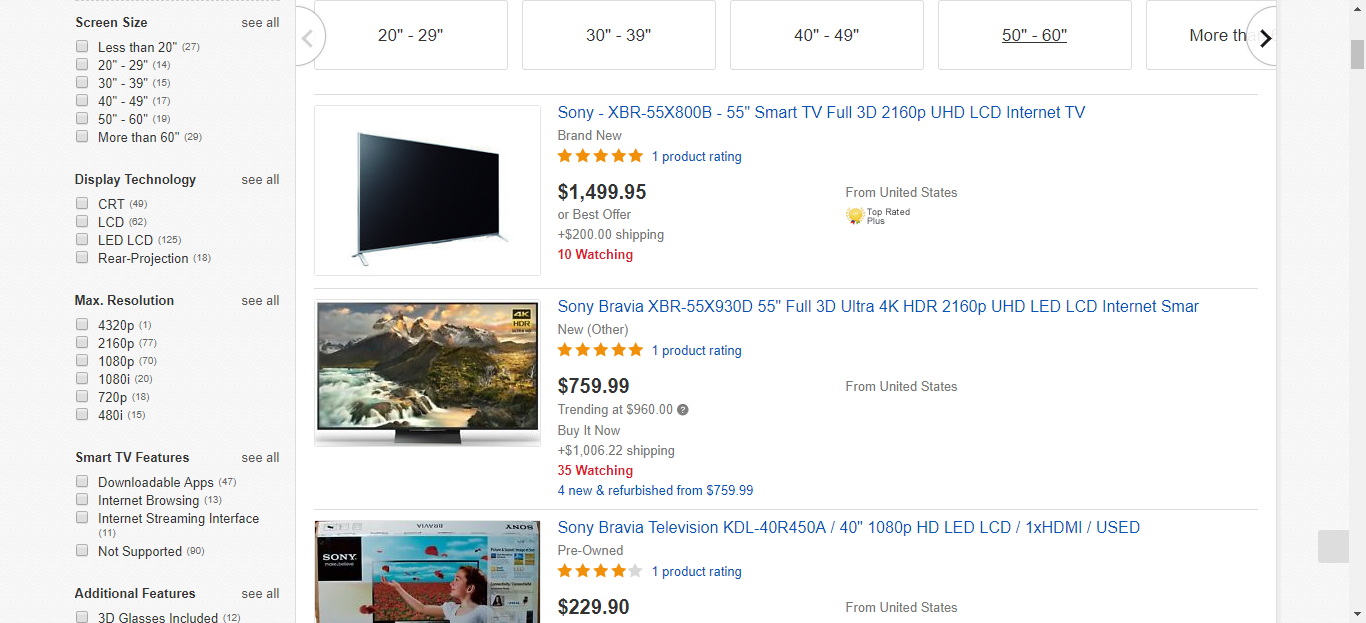 Screen Size see all
Less than 20" (27)
20" - 29" (14)
30" - 39" (15)
40" - 49" (17)
50" - 60" (19)
More than 60" (29)
Display Technology see all
CRT (49)
LCD (62)
LED LCD (125)
Rear-Projection (18)
Max. Resolution see all
4320p (1)
2160p (77)
1080p (70)
1080i (20)
720p (18)
480i (15)
Smart TV Features see all
Downloadable Apps (47)
Internet Browsing (13)
Internet Streaming Interface
(11)
Not Supported (90)
Additional Features see all
3D Glasses Included (12)
20" - 29" 30" - 39" 40" - 49" 50" - 60" More tha
Sony - XBR-55X800B - 55" Smart TV Full 3D 2160p UHD LCD Internet TV
Brand New
1 product rating
$1,499.95 From United States
or Best Offer Top Rated
Plus
+$200.00 shipping
10 Watching
4K
HDR
Sony Bravia XBR-55X930D 55" Full 3D Ultra 4K HDR 2160p UHD LED LCD Internet Smar
New (Other)
1 product rating
$759.99 From United States
Trending at $960.00 ?
Buy It Now
+$1,006.22 shipping
35 Watching
4 new & refurbished from $759.99
BRAVIA SONY
SONY
make.believe
Sony Bravia Television KDL-40R450A / 40" 1080p HD LED LCD / 1xHDMI / USED
Pre-Owned
1 product rating
$229.90 From United States